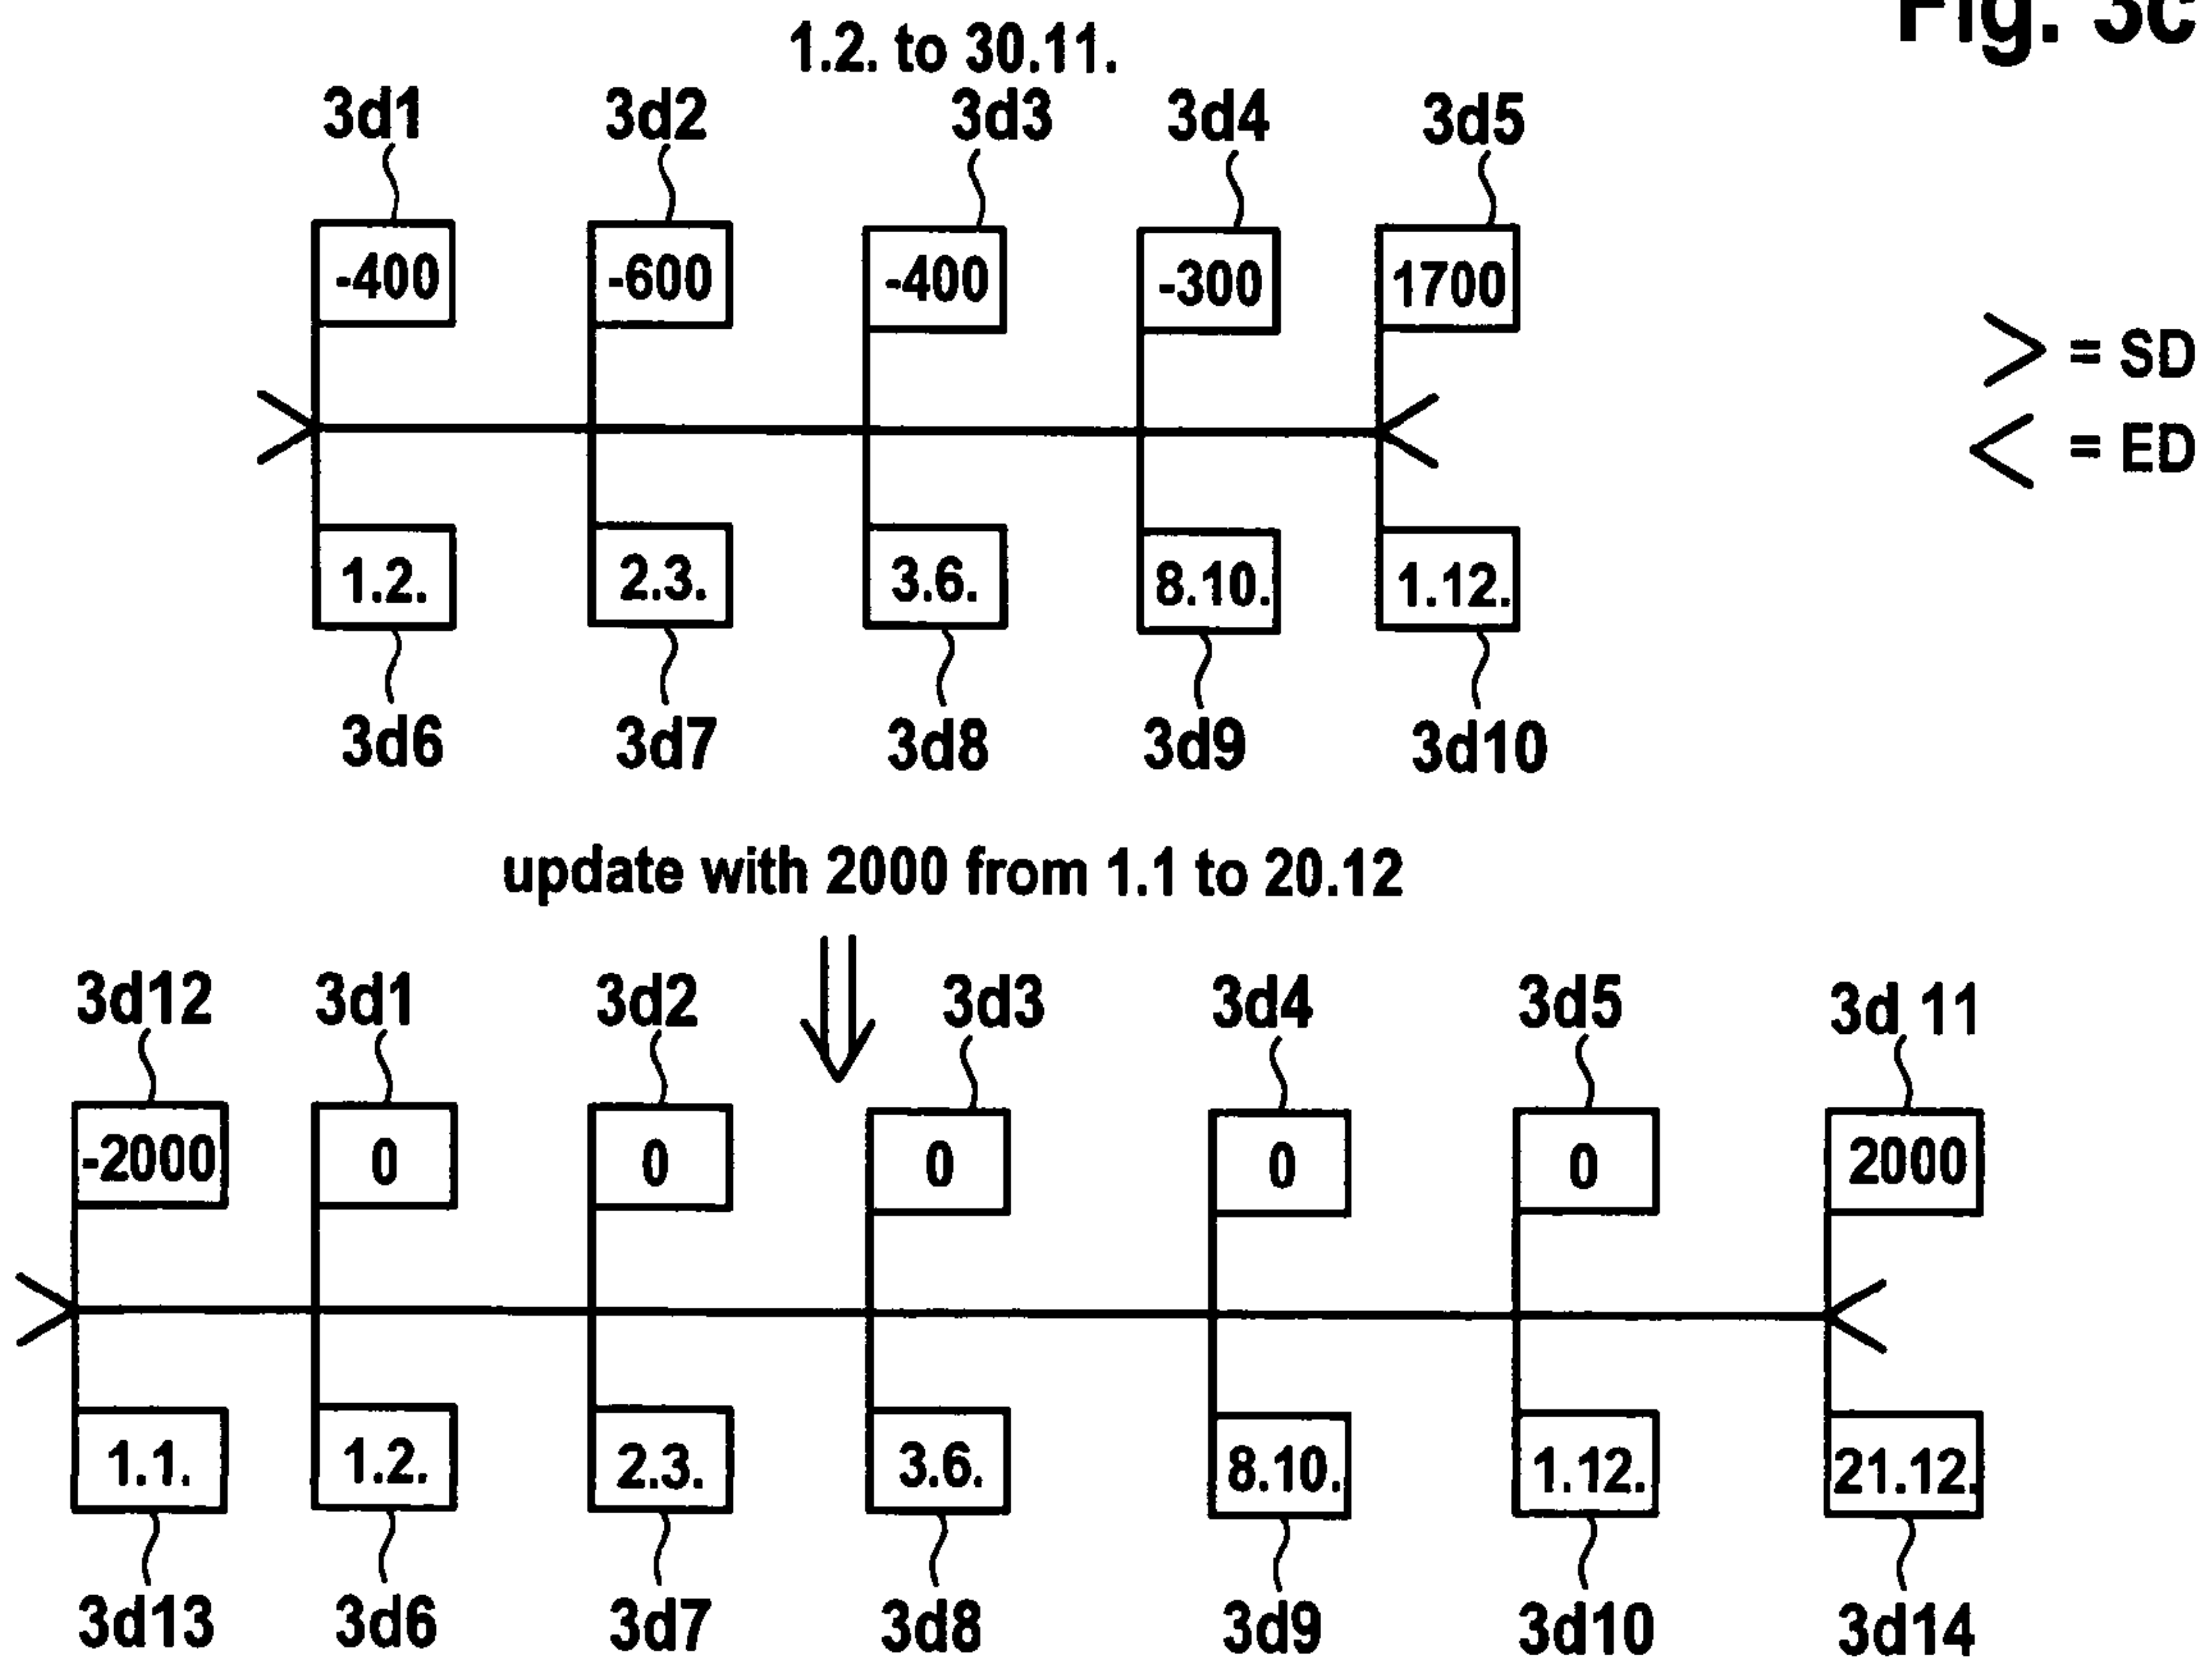 Fig. 3c
1.2. to 30.11.
3d1 3d2 3d3 3d4 3d5
-400 -600 -400 -300 1700
> = SD
< = ED
1.2. 2.3. 3.6. 8.10. 1.12.
3d6 3d7 3d8 3d9 3d10
update with 2000 from 1.1 to 20.12
3d12 3d1 3d2 3d3 3d4 3d5 3d 11
-2000 0 0 0 0 0 2000
1.1. 1.2. 2.3. 3.6. 8.10. 1.12. 21.12.
3d13 3d6 3d7 3d8 3d9 3d10 3d14